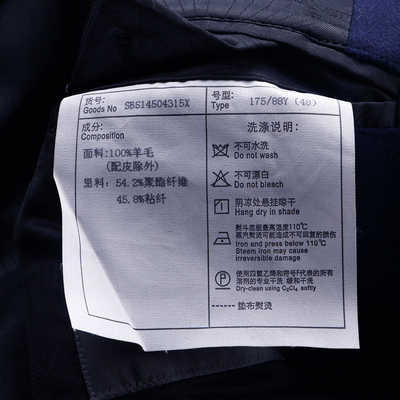 货号: SBS14504315X
Goods No
号型: 175/88Y (48)
Type
成分:
Composition
面料: 100%羊毛
(配皮除外)
里料: 54.2%聚酯纤维
45.8%粘纤
洗涤说明:
不可水洗
Do not wash
不可漂白
Do not bleach
阴凉处悬挂晾干
Hang dry in shade
熨斗底板最高温度110℃
蒸汽熨烫可能造成不可回复的损伤
Iron and press below 110℃
Steam iron may cause
Irreversible damage
使用四氯乙烯和符号F代表的所有
溶剂的专业干洗 缓和干洗
Dry-clean using C₂Cl₄ softly
垫布熨烫